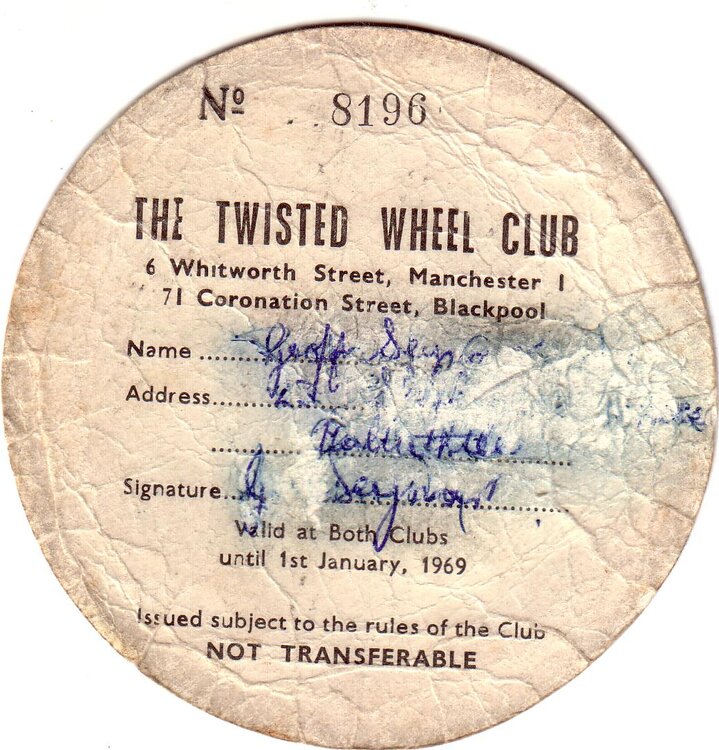 Nº 8196
THE TWISTED WHEEL CLUB
6 Whitworth Street, Manchester 1
71 Coronation Street, Blackpool
Name Geoff
Address
Signature G
Valid at Both Clubs
until 1st January, 1969
Issued subject to the rules of the Club
NOT TRANSFERABLE